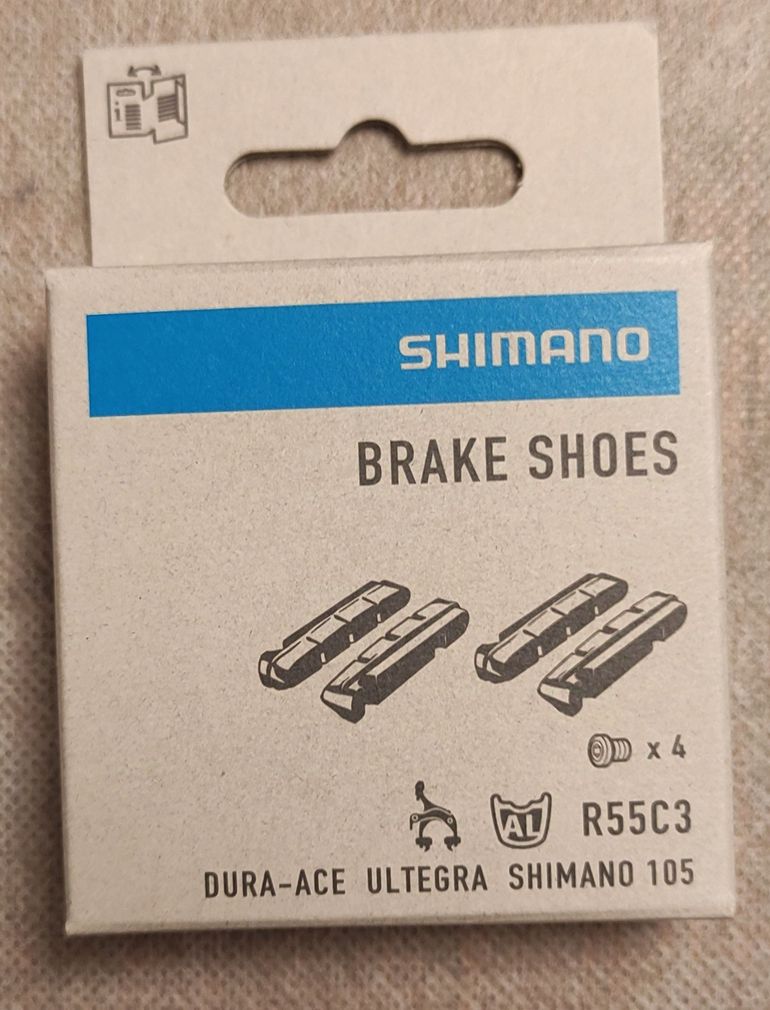 SHIMANO
BRAKE SHOES
x 4
AL R55C3
DURA-ACE ULTEGRA SHIMANO 105